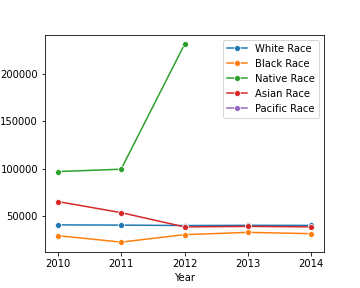 White Race
Black Race
Native Race
Asian Race
Pacific Race
200000
150000
100000
50000
2010 2011 2012 2013 2014
Year